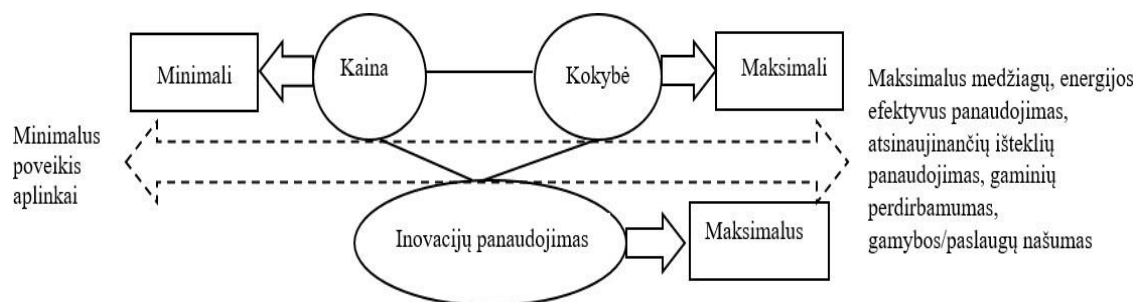 Minimali
Kaina
Kokybė
Maksimali
Minimalus
poveikis
aplinkai
Maksimalus medžiagų, energijos
efektyvus panaudojimas,
atsinaujinančių išteklių
panaudojimas, gaminių
perdirbamumas,
gamybos/paslaugų našumas
Inovacijų panaudojimas
Maksimalus